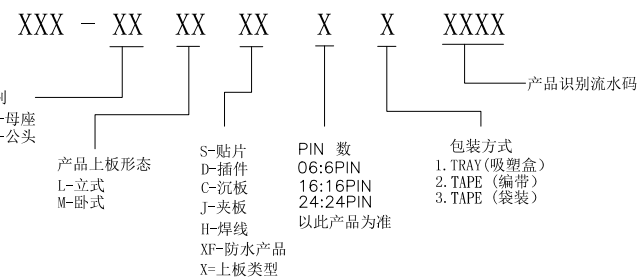 XXX-XX XX XX X X XXXX
产品识别流水码
-母座
-公头
产品上板形态
L-立式
M-卧式
S-贴片
D-插件
C-沉板
J-夹板
H-焊线
XF-防水产品
X=上板类型
PIN 数
06:6PIN
16:16PIN
24:24PIN
以此产品为准
包装方式
1. TRAY(吸塑盒)
2. TAPE (编带)
3. TAPE (袋装)